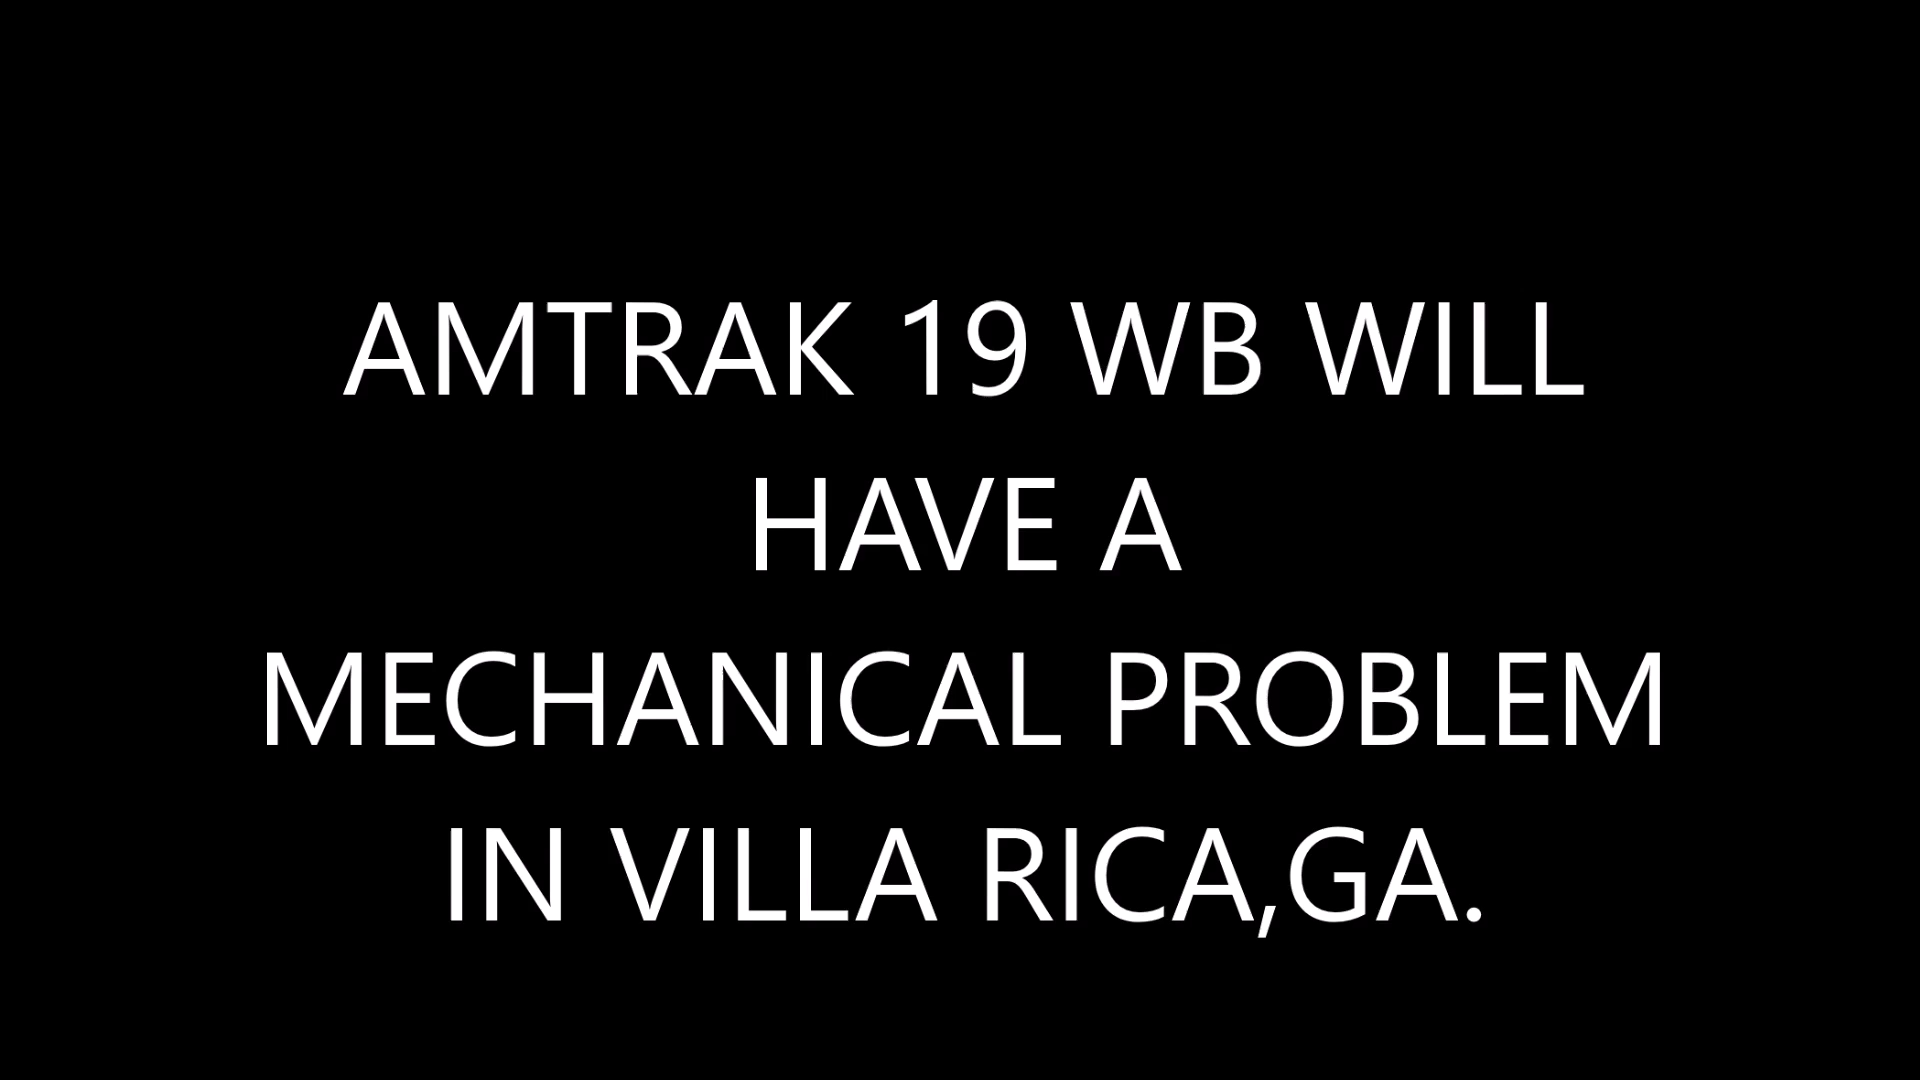 AMTRAK 19 WB WILL
HAVE A
MECHANICAL PROBLEM
IN VILLA RICA,GA.